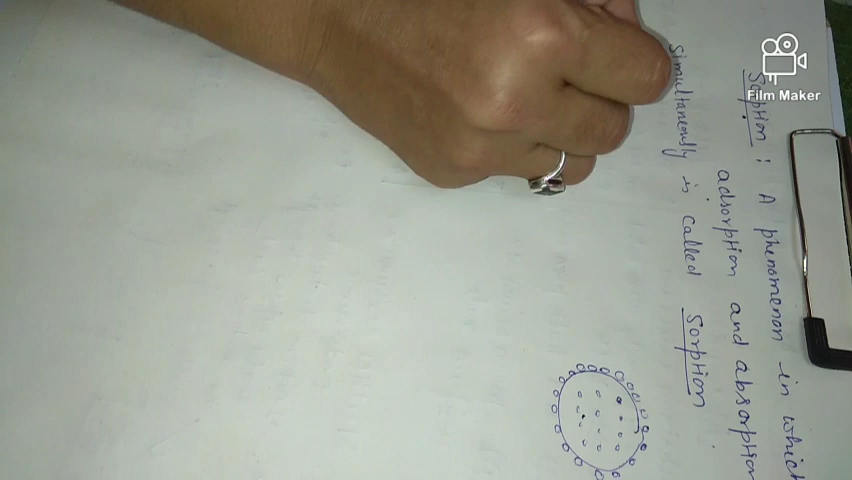 Film Maker
Sorption : A phenomenon in which
adsorption and absorption
simultaneously is called Sorption